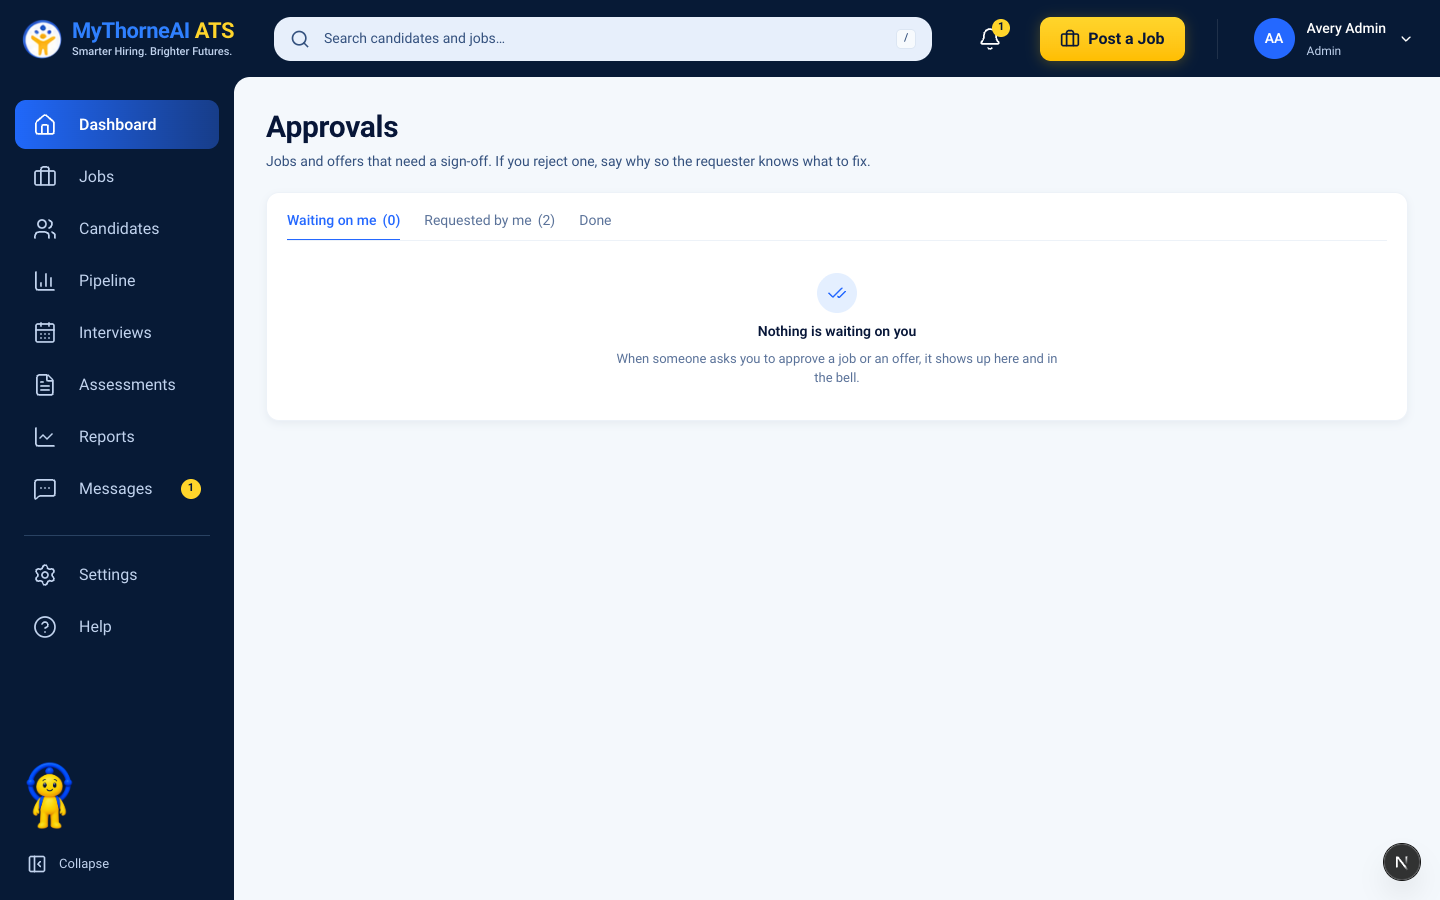 MyThorneAI ATS
Smarter Hiring. Brighter Futures.
Search candidates and jobs...
/
1
Post a Job
AA
Avery Admin
Admin
Dashboard
Jobs
Candidates
Pipeline
Interviews
Assessments
Reports
Messages
1
Settings
Help
Collapse
Approvals
Jobs and offers that need a sign-off. If you reject one, say why so the requester knows what to fix.
Waiting on me (0)
Requested by me (2)
Done
Nothing is waiting on you
When someone asks you to approve a job or an offer, it shows up here and in
the bell.
N